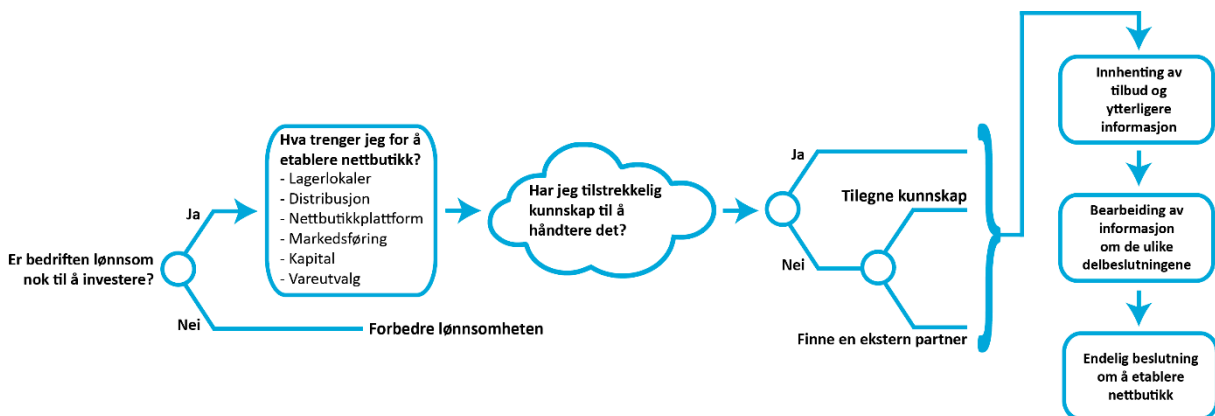 Er bedriften lønnsom
nok til å investere?
Ja
Nei
Forbedre lønnsomheten
Hva trenger jeg for å
etablere nettbutikk?
- Lagerlokaler
- Distribusjon
- Nettbutikkplattform
- Markedsføring
- Kapital
- Vareutvalg
Har jeg tilstrekkelig
kunnskap til å
håndtere det?
Ja
Nei
Tilegne kunnskap
Finne en ekstern partner
Innhenting av
tilbud og
ytterligere
informasjon
Bearbeiding av
informasjon
om de ulike
delbeslutningene
Endelig beslutning
om å etablere
nettbutikk